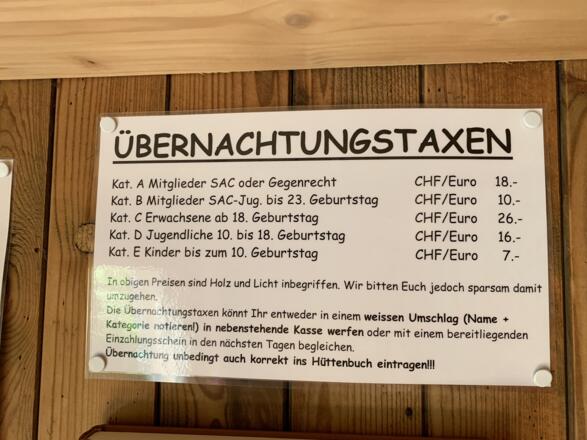 ÜBERNACHTUNGSTAXEN
Kat. A Mitglieder SAC oder Gegenrecht CHF/Euro 18.-
Kat. B Mitglieder SAC-Jug. bis 23. Geburtstag CHF/Euro 10.-
Kat. C Erwachsene ab 18. Geburtstag CHF/Euro 26.-
Kat. D Jugendliche 10. bis 18. Geburtstag CHF/Euro 16.-
Kat. E Kinder bis zum 10. Geburtstag CHF/Euro 7.-
In obigen Preisen sind Holz und Licht inbegriffen. Wir bitten Euch jedoch sparsam damit
umzugehen.
Die Übernachtungstaxen könnt Ihr entweder in einem weissen Umschlag (Name +
Kategorie notieren!) in nebenstehende Kasse werfen oder mit einem bereitliegenden
Einzahlungsschein in den nächsten Tagen begleichen.
Übernachtung unbedingt auch korrekt ins Hüttenbuch eintragen!!!